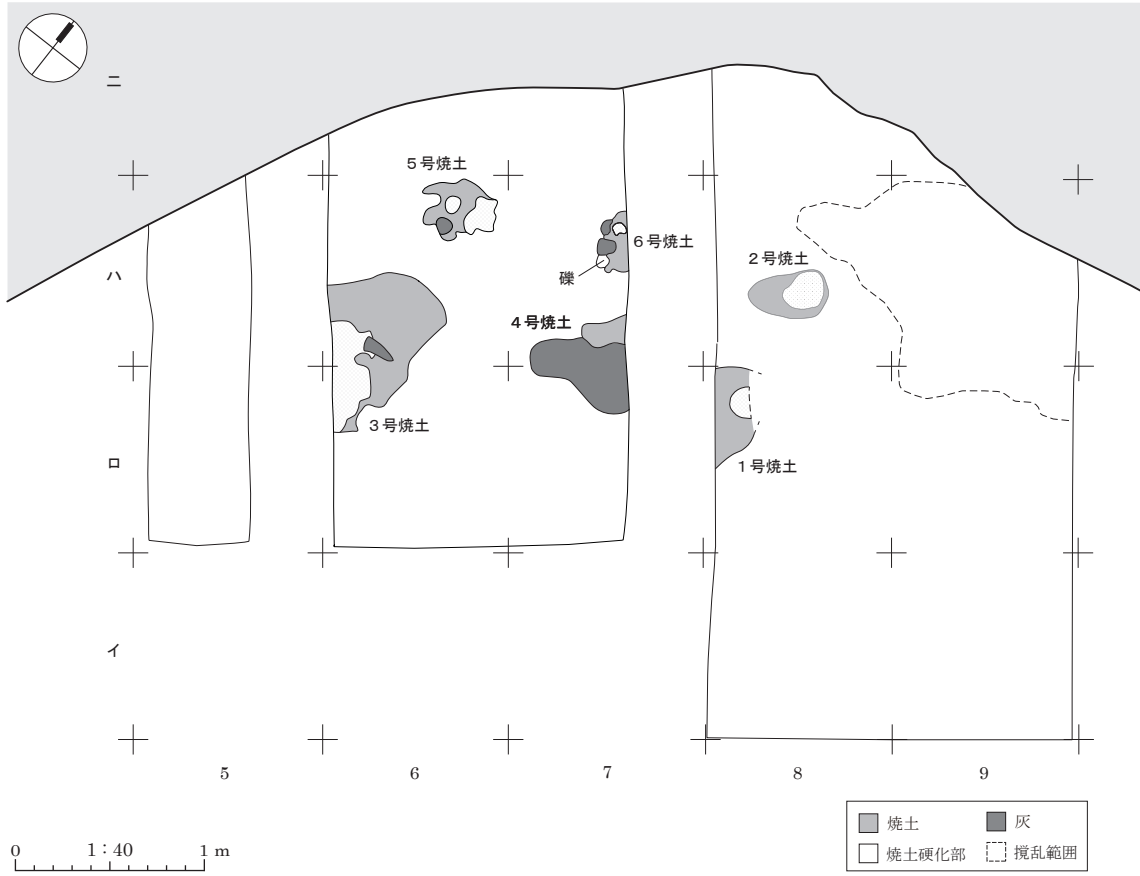 ニ
5号焼土
6号焼土
礫
ハ
2号焼土
4号焼土
3号焼土
ロ
1号焼土
イ
5 6 7 8 9
焼土 灰
焼土硬化部 撹乱範囲
0 1:40 1 m